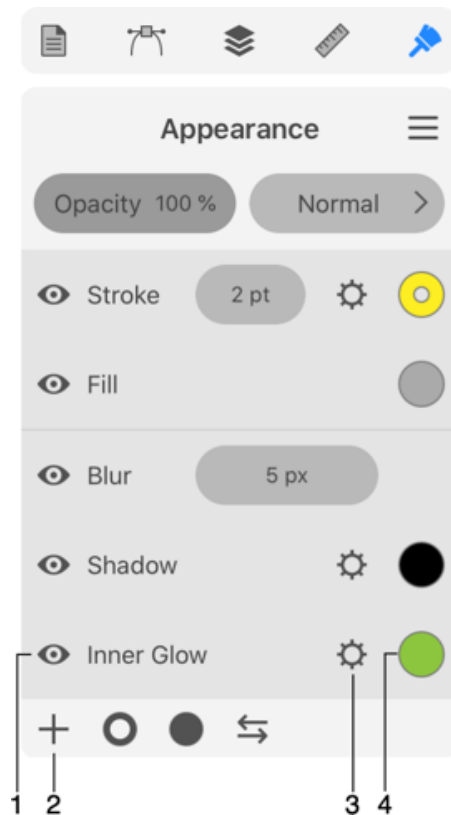 Appearance
Opacity 100 % Normal
Stroke 2 pt
Fill
Blur 5 px
Shadow
1 Inner Glow
2 3 4